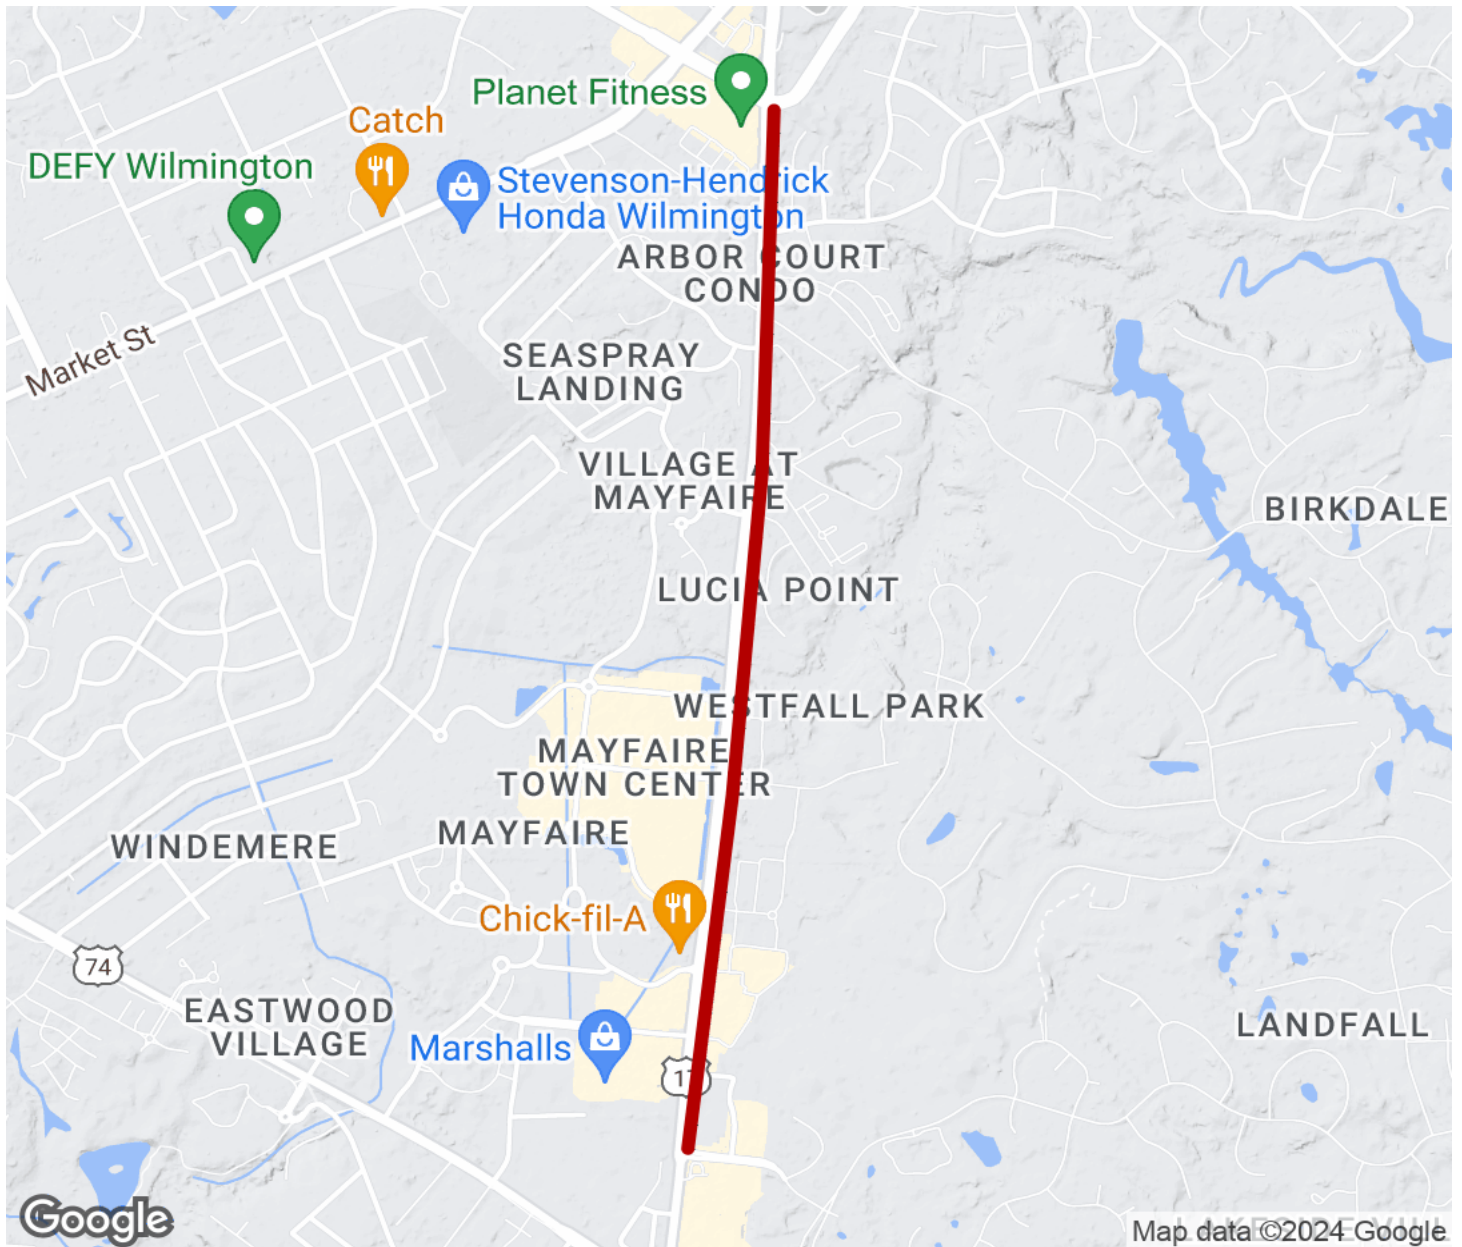 Planet Fitness
Catch
DEFY Wilmington
Stevenson-Hendrick
Honda Wilmington
ARBOR COURT
CONDO
Market St
SEASPRAY
LANDING
VILLAGE AT
MAYFAIRE
BIRKDALE
LUCIA POINT
WESTFALL PARK
MAYFAIRE
TOWN CENTER
MAYFAIRE
WINDEMERE
Chick-fil-A
74
EASTWOOD
VILLAGE
LANDFALL
Marshalls
17
Google
Map data ©2024 Google